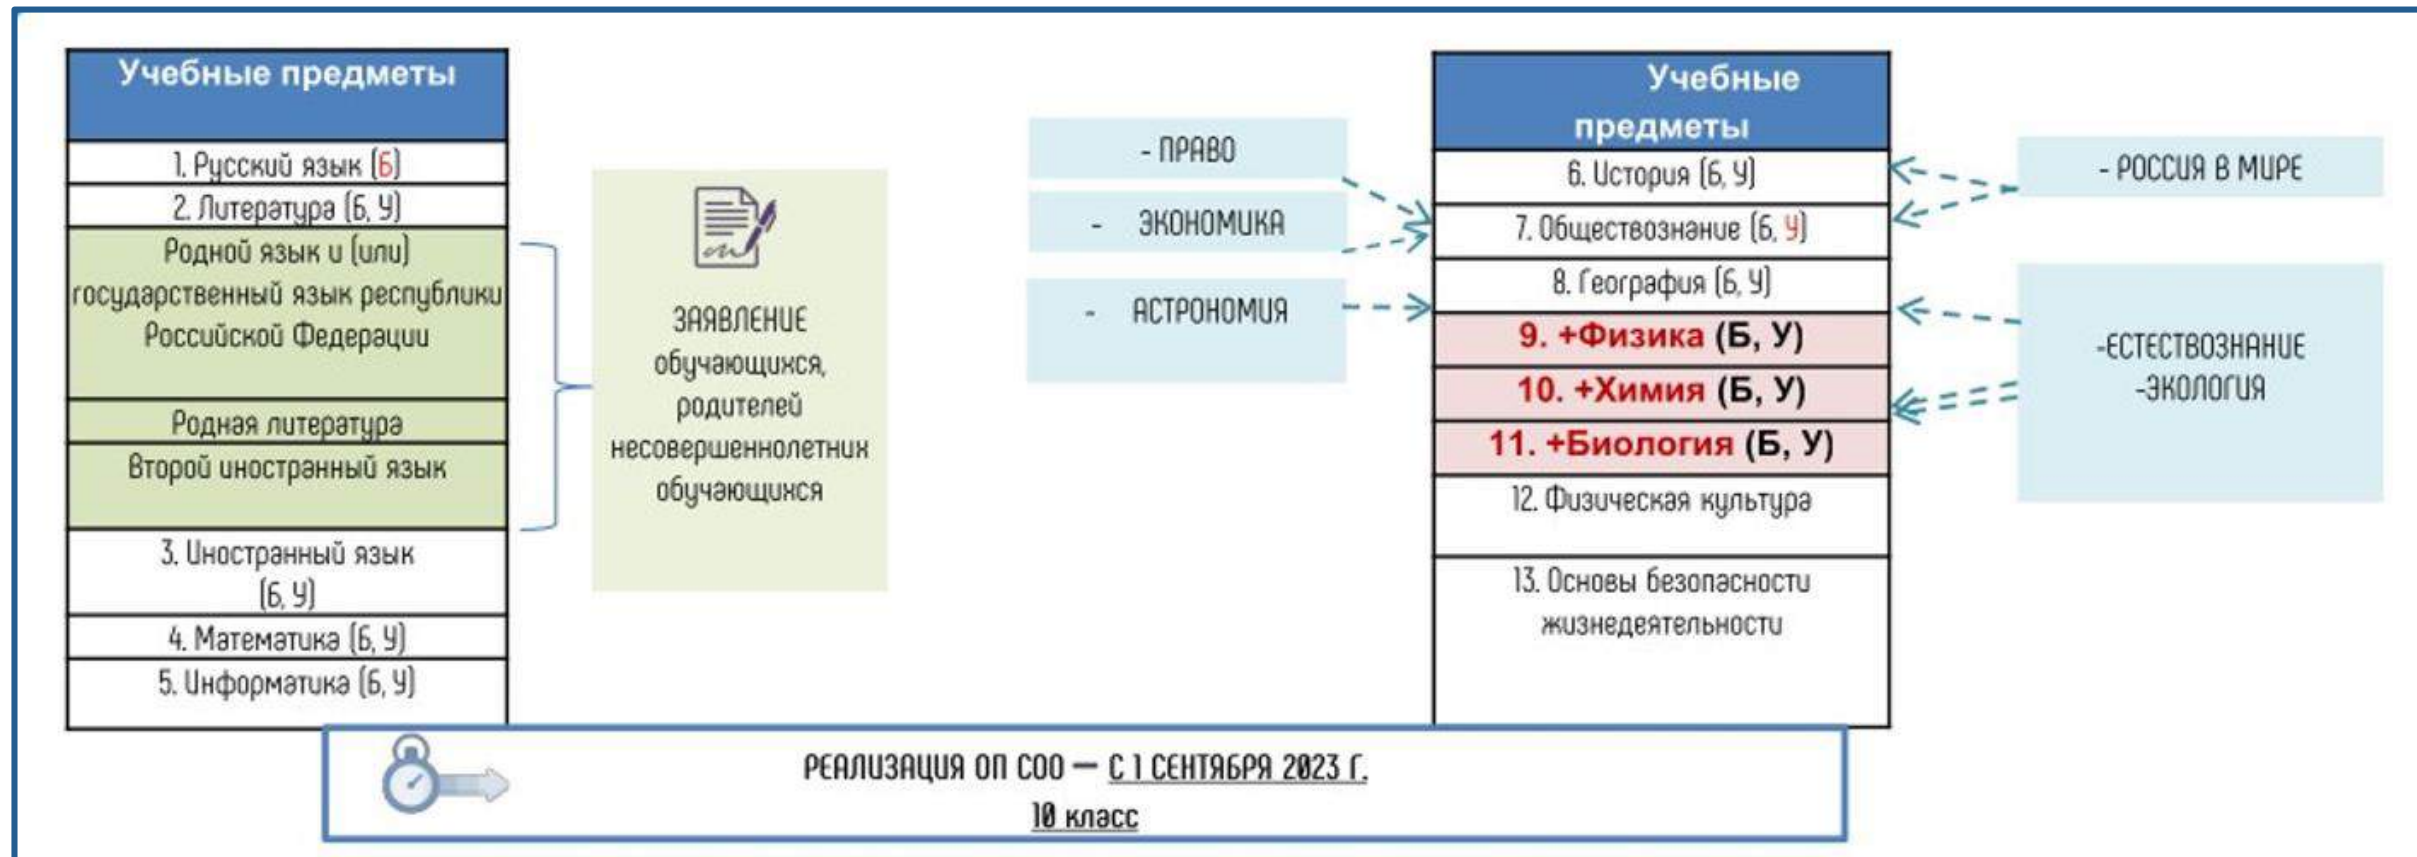 Учебные предметы
1. Русский язык (Б)
2. Литература (Б, У)
Родной язык и (или)
государственный язык республики
Российской Федерации
Родная литература
Второй иностранный язык
3. Иностранный язык
(Б, У)
4. Математика (Б, У)
5. Информатика (Б, У)
ЗАЯВЛЕНИЕ
обучающихся,
родителей
несовершеннолетних
обучающихся
- ПРАВО
- ЭКОНОМИКА
- АСТРОНОМИЯ
Учебные
предметы
6. История (Б, У)
7. Обществознание (Б, У)
8. География (Б, У)
9. +Физика (Б, У)
10. +Химия (Б, У)
11. +Биология (Б, У)
12. Физическая культура
13. Основы безопасности
жизнедеятельности
- РОССИЯ В МИРЕ
-ЕСТЕСТВОЗНАНИЕ
-ЭКОЛОГИЯ
РЕАЛИЗАЦИЯ ОП СОО — С 1 СЕНТЯБРЯ 2023 Г.
10 класс